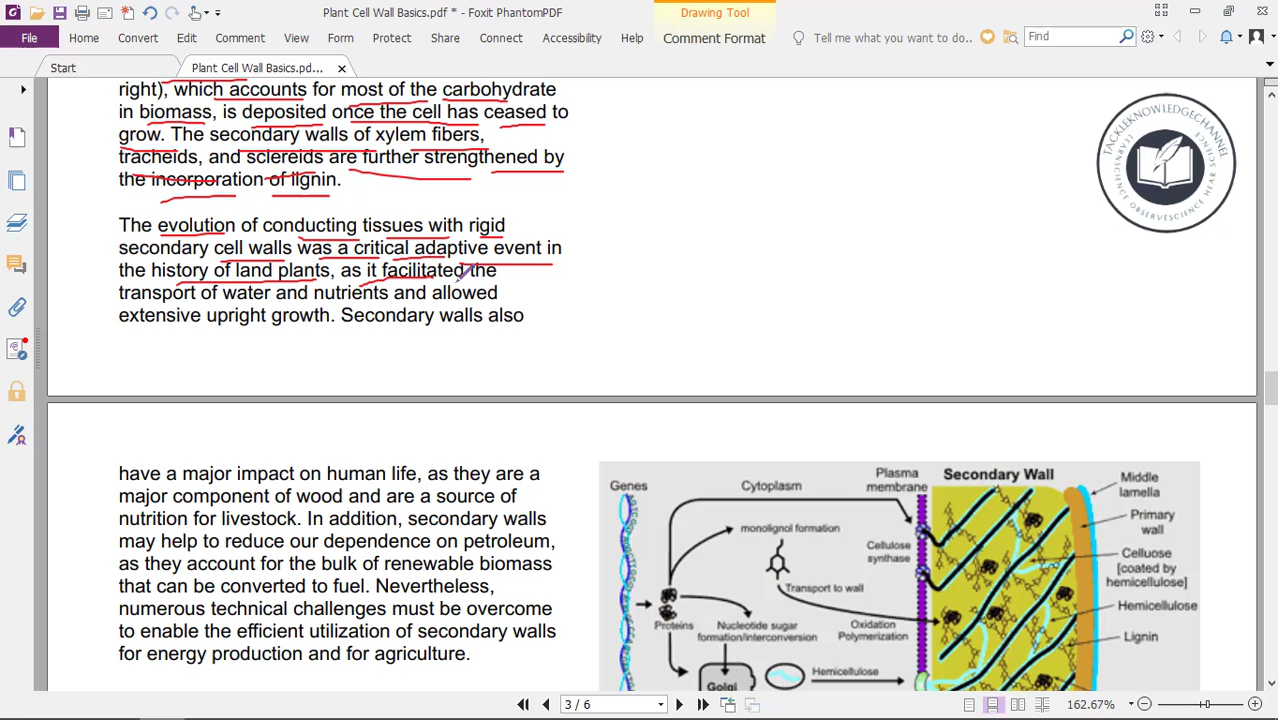 Plant Cell Wall Basics.pdf * - Foxit PhantomPDF
Drawing Tool
File
Home
Convert
Edit
Comment
View
Form
Protect
Share
Connect
Accessibility
Help
Comment Format
Tell me what you want to do..
Find
Start
Plant Cell Wall Basics.pd... ×
right), which accounts for most of the carbohydrate
in biomass, is deposited once the cell has ceased to
grow. The secondary walls of xylem fibers,
tracheids, and sclereids are further strengthened by
the incorporation of lignin.
The evolution of conducting tissues with rigid
secondary cell walls was a critical adaptive event in
the history of land plants, as it facilitated the
transport of water and nutrients and allowed
extensive upright growth. Secondary walls also
TACKLEKNOWLEDGECHANNEL
LEARNSCIENCE OBSERVESCIENCE HEAR SCIENCE
have a major impact on human life, as they are a
major component of wood and are a source of
nutrition for livestock. In addition, secondary walls
may help to reduce our dependence on petroleum,
as they account for the bulk of renewable biomass
that can be converted to fuel. Nevertheless,
numerous technical challenges must be overcome
to enable the efficient utilization of secondary walls
for energy production and for agriculture.
Genes
Cytoplasm
Plasma
membrane
Secondary Wall
Middle
lamella
Primary
wall
monolignol formation
Cellulose
synthase
Celluose
[coated by
hemicellulose]
Transport to wall
Hemicellulose
Proteins
Nucleotide sugar
formation/interconversion
Oxidation
Polymerization
Lignin
Golgi
Hemicellulose
3 / 6
162.67%